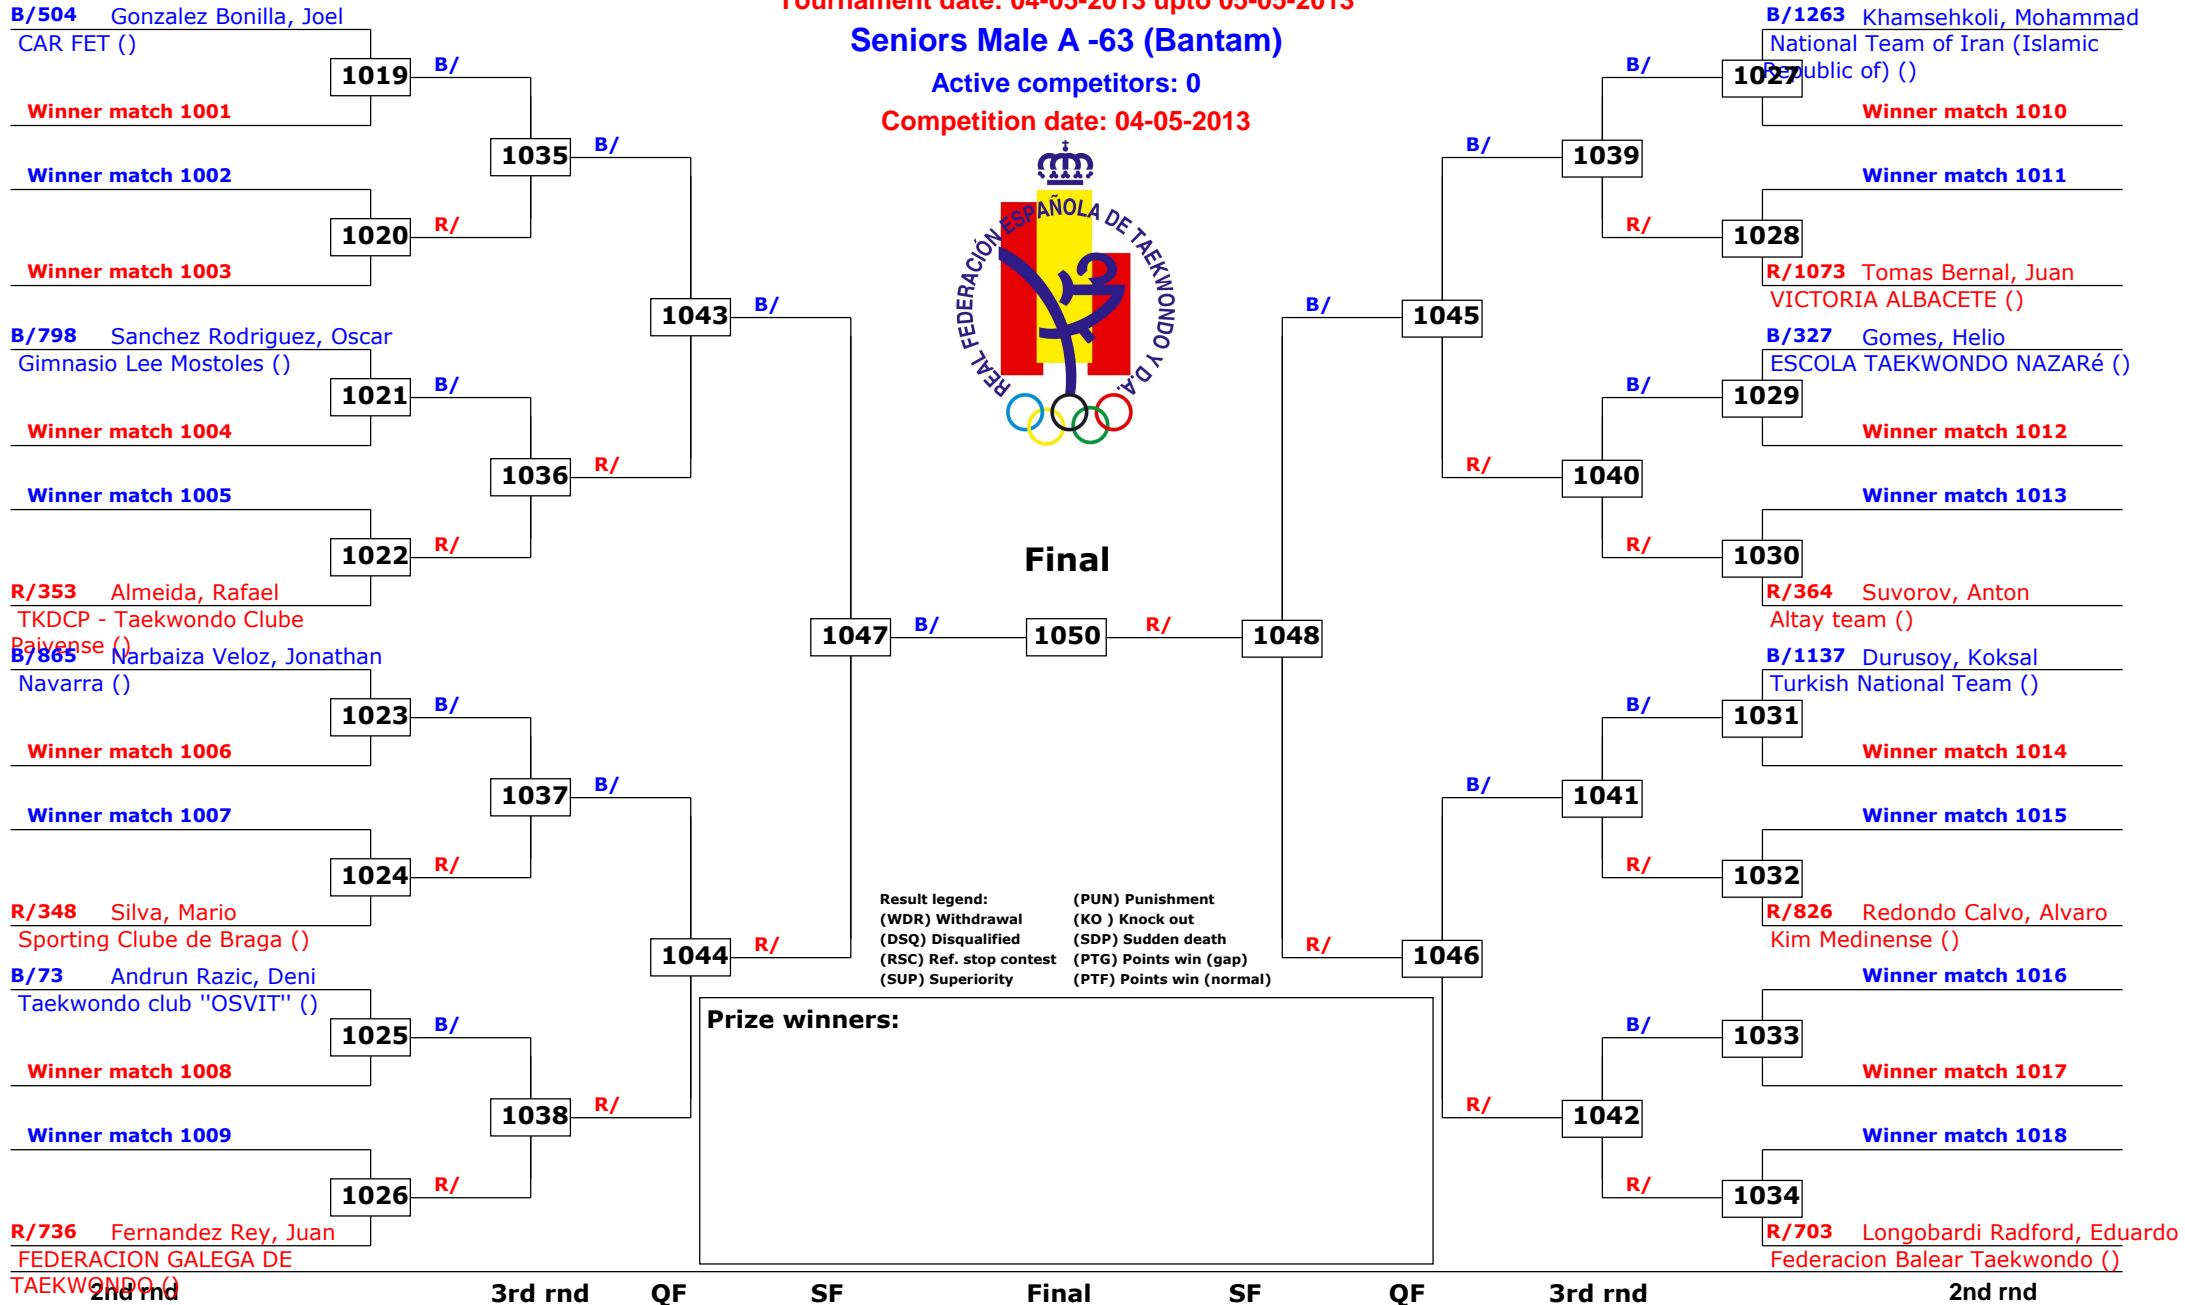 Tournament date: 04-05-2013 upto 05-05-2013
Seniors Male A -63 (Bantam)
Active competitors: 0
Competition date: 04-05-2013
REAL FEDERACIÓN ESPAÑOLA DE TAEKWONDO Y D.A.
B/504 Gonzalez Bonilla, Joel
CAR FET ()
1019 B/
Winner match 1001
1035 B/
Winner match 1002
1020 R/
Winner match 1003
1043 B/
B/798 Sanchez Rodriguez, Oscar
Gimnasio Lee Mostoles ()
1021 B/
Winner match 1004
1036 R/
Winner match 1005
1022 R/
R/353 Almeida, Rafael
TKDCP - Taekwondo Clube
Paivense ()
1047 B/
B/865 Narbaiza Veloz, Jonathan
Navarra ()
1023 B/
Winner match 1006
1037 B/
Winner match 1007
1024 R/
R/348 Silva, Mario
Sporting Clube de Braga ()
1044 R/
B/73 Andrun Razic, Deni
Taekwondo club "OSVIT" ()
1025 B/
Winner match 1008
1038 R/
Winner match 1009
1026 R/
R/736 Fernandez Rey, Juan
FEDERACION GALEGA DE
TAEKWONDO ()
Final
1050
R/ 1048
B/1263 Khamsehkoli, Mohammad
National Team of Iran (Islamic
Republic of) ()
B/ 1027
Winner match 1010
B/ 1039
Winner match 1011
R/ 1028
R/1073 Tomas Bernal, Juan
VICTORIA ALBACETE ()
B/ 1045
B/327 Gomes, Helio
ESCOLA TAEKWONDO NAZARé ()
B/ 1029
Winner match 1012
R/ 1040
Winner match 1013
R/ 1030
R/364 Suvorov, Anton
Altay team ()
B/1137 Durusoy, Koksal
Turkish National Team ()
B/ 1031
Winner match 1014
B/ 1041
Winner match 1015
R/ 1032
R/826 Redondo Calvo, Alvaro
Kim Medinense ()
R/ 1046
Winner match 1016
B/ 1033
Winner match 1017
R/ 1042
Winner match 1018
R/ 1034
R/703 Longobardi Radford, Eduardo
Federacion Balear Taekwondo ()
Result legend: (PUN) Punishment
(WDR) Withdrawal (KO ) Knock out
(DSQ) Disqualified (SDP) Sudden death
(RSC) Ref. stop contest (PTG) Points win (gap)
(SUP) Superiority (PTF) Points win (normal)
Prize winners:
2nd rnd 3rd rnd QF SF Final SF QF 3rd rnd 2nd rnd